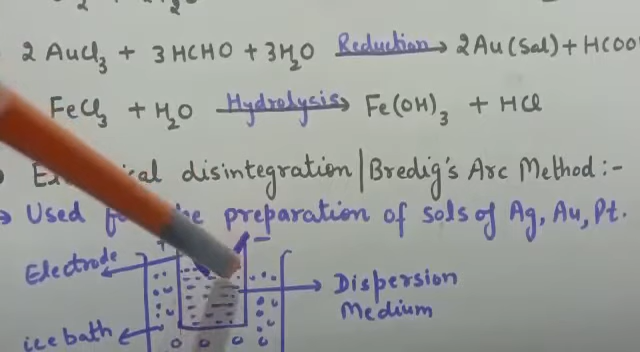 2 AuCl₃ + 3 HCHO + 3H₂O Reduction→ 2Au(Sol) + HCOO
FeCl₃ + H₂O Hydrolysis→ Fe(OH)₃ + HCl
disintegration | Bredig's Arc Method :-
→ Used preparation of sols of Ag, Au, Pt.
+ −
Electrode
Dispersion
Medium
ice bath